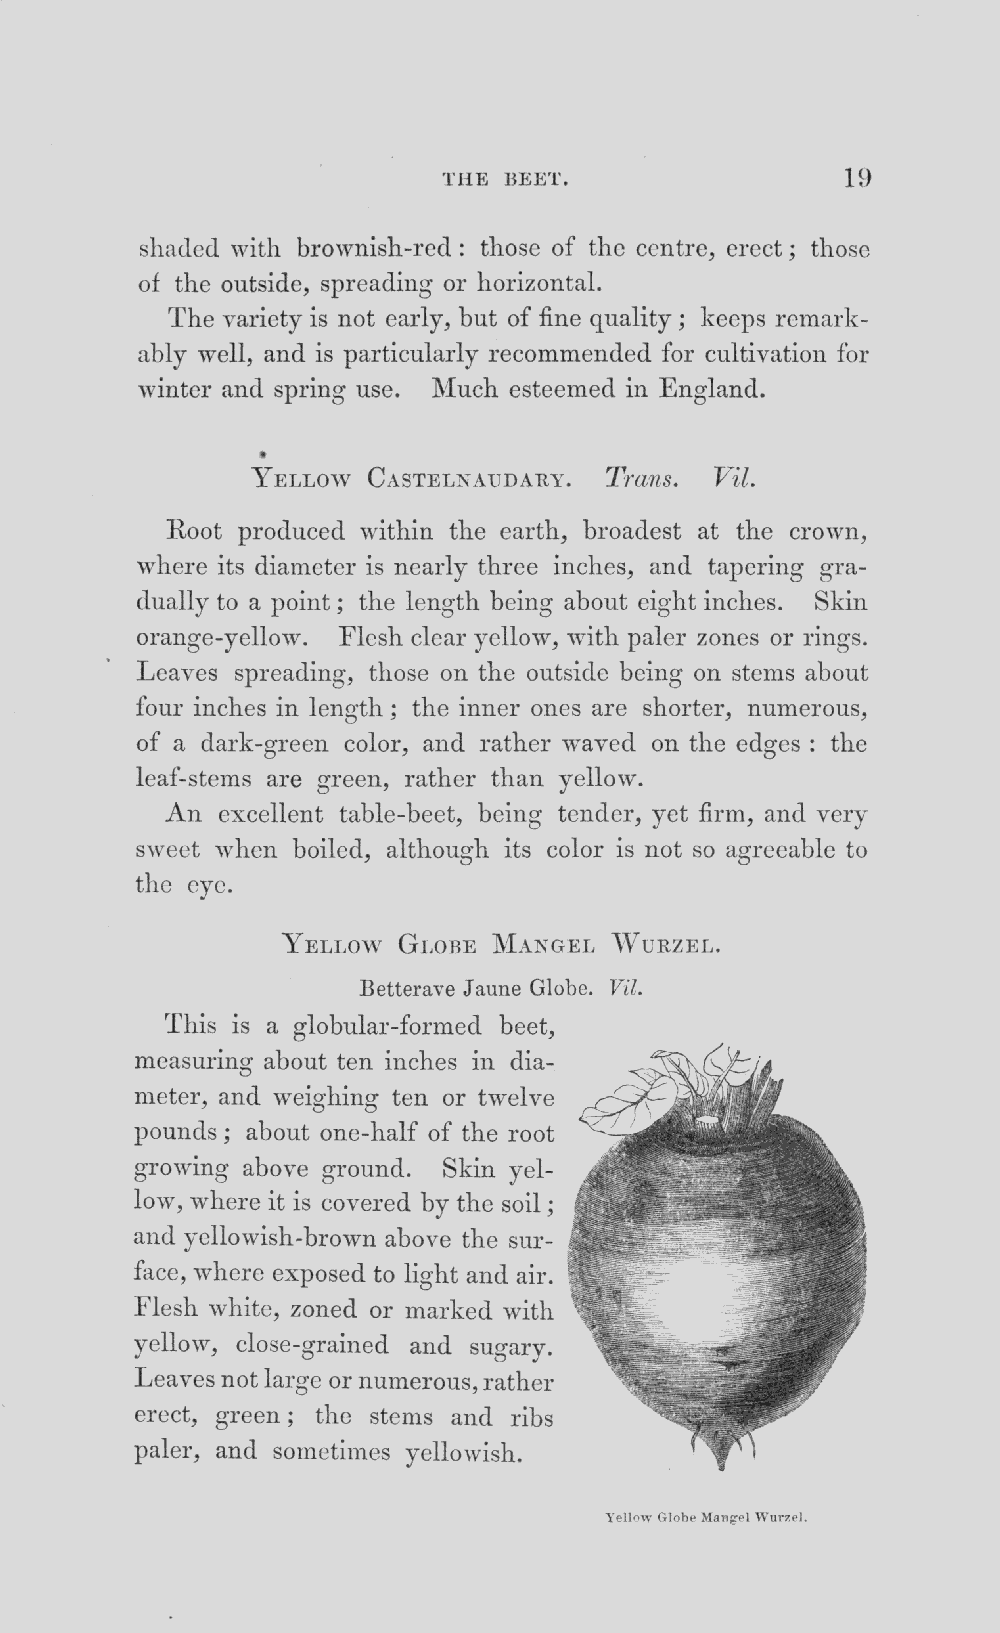 THE BEET. 19
shaded with brownish-red : those of the centre, erect ; those
of the outside, spreading or horizontal.
The variety is not early, but of fine quality ; keeps remark-
ably well, and is particularly recommended for cultivation for
winter and spring use. Much esteemed in England.
YELLOW CASTELNAUDARY. Trans. Vil.
Root produced within the earth, broadest at the crown,
where its diameter is nearly three inches, and tapering gra-
dually to a point ; the length being about eight inches. Skin
orange-yellow. Flesh clear yellow, with paler zones or rings.
Leaves spreading, those on the outside being on stems about
four inches in length ; the inner ones are shorter, numerous,
of a dark-green color, and rather waved on the edges : the
leaf-stems are green, rather than yellow.
An excellent table-beet, being tender, yet firm, and very
sweet when boiled, although its color is not so agreeable to
the eye.
YELLOW GLOBE MANGEL WURZEL.
Betterave Jaune Globe. Vil.
This is a globular-formed beet,
measuring about ten inches in dia-
meter, and weighing ten or twelve
pounds ; about one-half of the root
growing above ground. Skin yel-
low, where it is covered by the soil ;
and yellowish-brown above the sur-
face, where exposed to light and air.
Flesh white, zoned or marked with
yellow, close-grained and sugary.
Leaves not large or numerous, rather
erect, green ; the stems and ribs
paler, and sometimes yellowish.
Yellow Globe Mangel Wurzel.